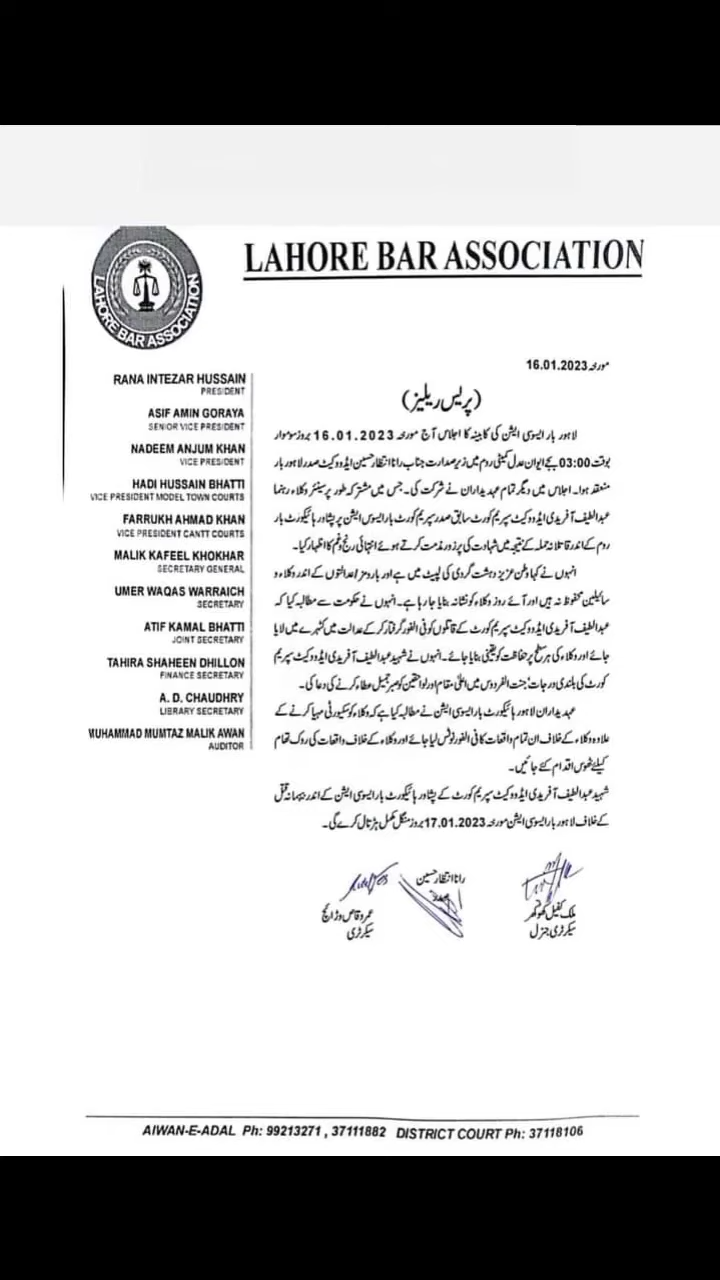 LAHORE BAR ASSOCIATION
LAHORE BAR ASSOCIATION
مورخہ 16.01.2023
RANA INTEZAR HUSSAIN
PRESIDENT
ASIF AMIN GORAYA
SENIOR VICE PRESIDENT
NADEEM ANJUM KHAN
VICE PRESIDENT
HADI HUSSAIN BHATTI
VICE PRESIDENT MODEL TOWN COURTS
FARRUKH AHMAD KHAN
VICE PRESIDENT CANTT COURTS
MALIK KAFEEL KHOKHAR
SECRETARY GENERAL
UMER WAQAS WARRAICH
SECRETARY
ATIF KAMAL BHATTI
JOINT SECRETARY
TAHIRA SHAHEEN DHILLON
FINANCE SECRETARY
A. D. CHAUDHRY
LIBRARY SECRETARY
MUHAMMAD MUMTAZ MALIK AWAN
AUDITOR
(پریس ریلیز)
لاہور بار ایسوسی ایشن کی کابینہ کا اجلاس آج مورخہ 16.01.2023 بروز سوموار
بوقت 03:00 بجے ایوان عدل کمیٹی روم میں زیر صدارت جناب رانا انتظار حسین ایڈووکیٹ صدر لاہور بار
منعقد ہوا۔ اجلاس میں دیگر تمام عہدیداران نے شرکت کی۔ جس میں مشترکہ طور پر سینئر وکلاء رہنما
عبدالطیف آفریدی ایڈووکیٹ سپریم کورٹ سابق صدر سپریم کورٹ بار ایسوسی ایشن پر پشاور ہائیکورٹ بار
روم کے اندر قاتلانہ حملہ کے نتیجہ میں شہادت کی پرزور مذمت کرتے ہوئے انتہائی رنج و غم کا اظہار کیا۔
انہوں نے کہا وطن عزیز دہشت گردی کی لپیٹ میں ہے اور بار ومز /عدالتوں کے اندر وکلاء و
سائیلین محفوظ نہ ہیں اور آئے روز وکلاء کو نشانہ بنایا جا رہا ہے۔ انہوں نے حکومت سے مطالبہ کیا کہ
عبدالطیف آفریدی ایڈووکیٹ سپریم کورٹ کے قاتلوں کو فی الفور گرفتار کر کے عدالت میں کٹہرے میں لایا
جائے اور وکلاء کی ہر سطح پر حفاظت کو یقینی بنایا جائے۔ انہوں نے شہید عبدالطیف آفریدی ایڈووکیٹ سپریم
کورٹ کی بلندی درجات، جنت الفردوس میں اعلیٰ مقام اور لواحقین کو صبر جمیل عطاء کرنے کی دعا کی۔
عہدیداران لاہور ہائیکورٹ بار ایسوسی ایشن نے مطالبہ کیا ہے کہ وکلاء کو سیکورٹی مہیا کرنے کے
علاوہ وکلاء کے خلاف ان تمام واقعات کا فی الفور نوٹس لیا جائے اور وکلاء کے خلاف واقعات کی روک تھام
کیلئے ٹھوس اقدام کئے جائیں۔
شہید عبدالطیف آفریدی ایڈووکیٹ سپریم کورٹ کے پشاور ہائیکورٹ بار ایسوسی ایشن کے اندر بہیمانہ قتل
کے خلاف لاہور بار ایسوسی ایشن مورخہ 17.01.2023 بروز منگل مکمل ہڑتال کرے گی۔
ملک کفیل کھوکھر
سیکرٹری جنرل
رانا انتظار حسین
صدر
عمر وقاص وڑائچ
سیکرٹری
AIWAN-E-ADAL Ph: 99213271 , 37111882 DISTRICT COURT Ph: 37118106